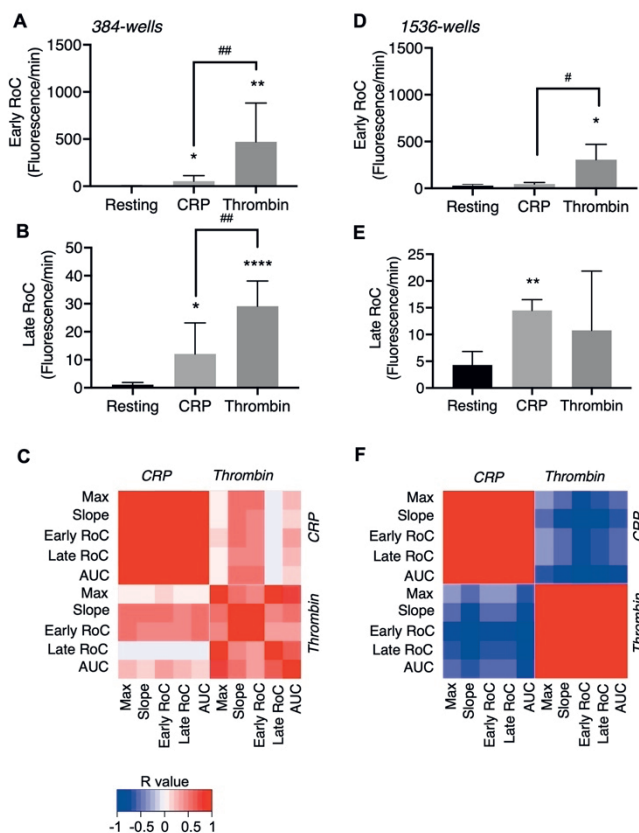 A 384-wells
Early RoC
(Fluorescence/min)
1500
1000
500
0
##
*
**
Resting CRP Thrombin
B
Late RoC
(Fluorescence/min)
50
40
30
20
10
0
##
*
****
Resting CRP Thrombin
C
CRP Thrombin
Max
Slope
Early RoC
Late RoC
AUC
Max
Slope
Early RoC
Late RoC
AUC
CRP
Thrombin
Max
Slope
Early RoC
Late RoC
AUC
Max
Slope
Early RoC
Late RoC
AUC
R value
-1 -0.5 0 0.5 1
D 1536-wells
Early RoC
(Fluorescence/min)
1500
1000
500
0
#
*
Resting CRP Thrombin
E
Late RoC
(Fluorescence/min)
25
20
15
10
5
0
**
Resting CRP Thrombin
F
CRP Thrombin
Max
Slope
Early RoC
Late RoC
AUC
Max
Slope
Early RoC
Late RoC
AUC
CRP
Thrombin
Max
Slope
Early RoC
Late RoC
AUC
Max
Slope
Early RoC
Late RoC
AUC